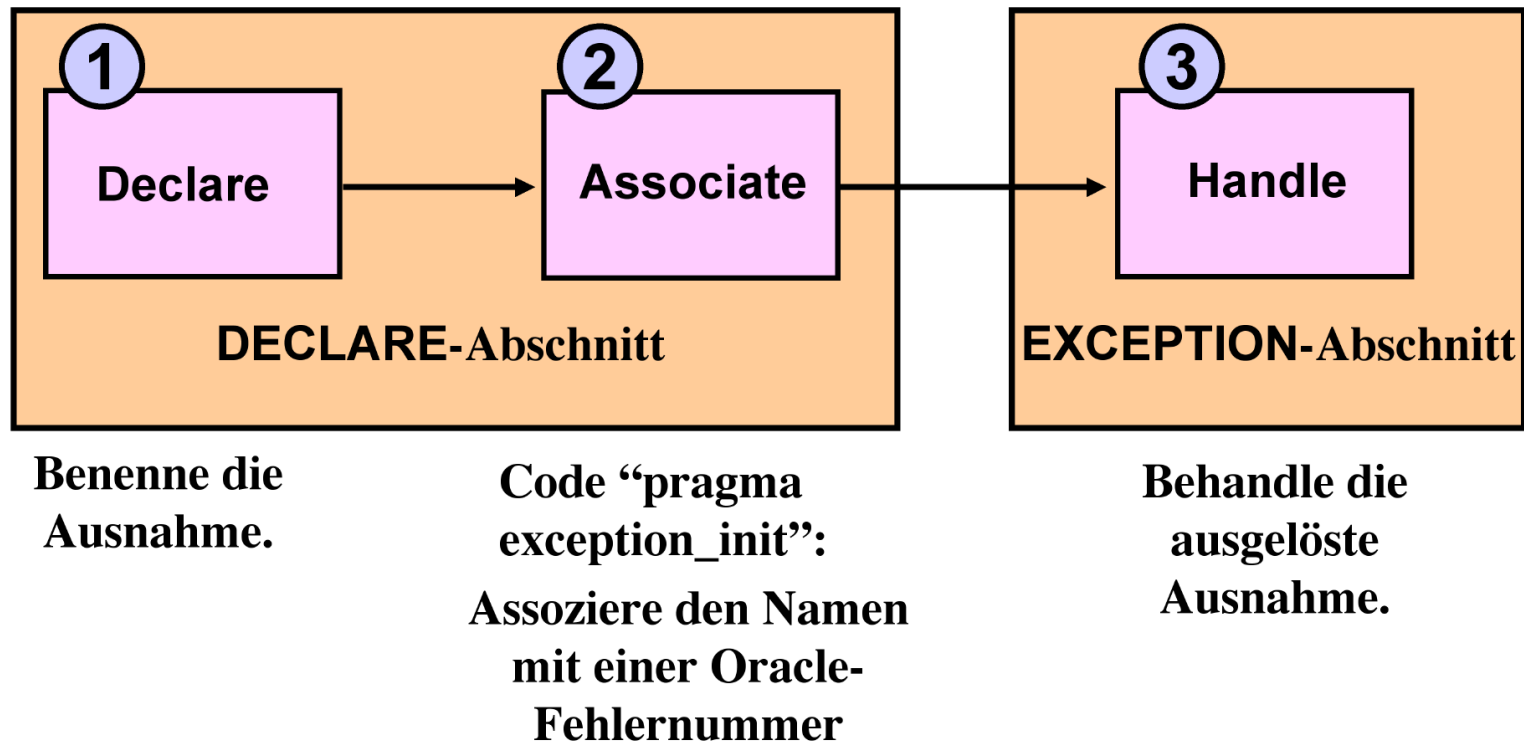 1
Declare
2
Associate
DECLARE-Abschnitt
3
Handle
EXCEPTION-Abschnitt
Benenne die
Ausnahme.
Code “pragma
exception_init”:
Assoziere den Namen
mit einer Oracle-
Fehlernummer
Behandle die
ausgelöste
Ausnahme.